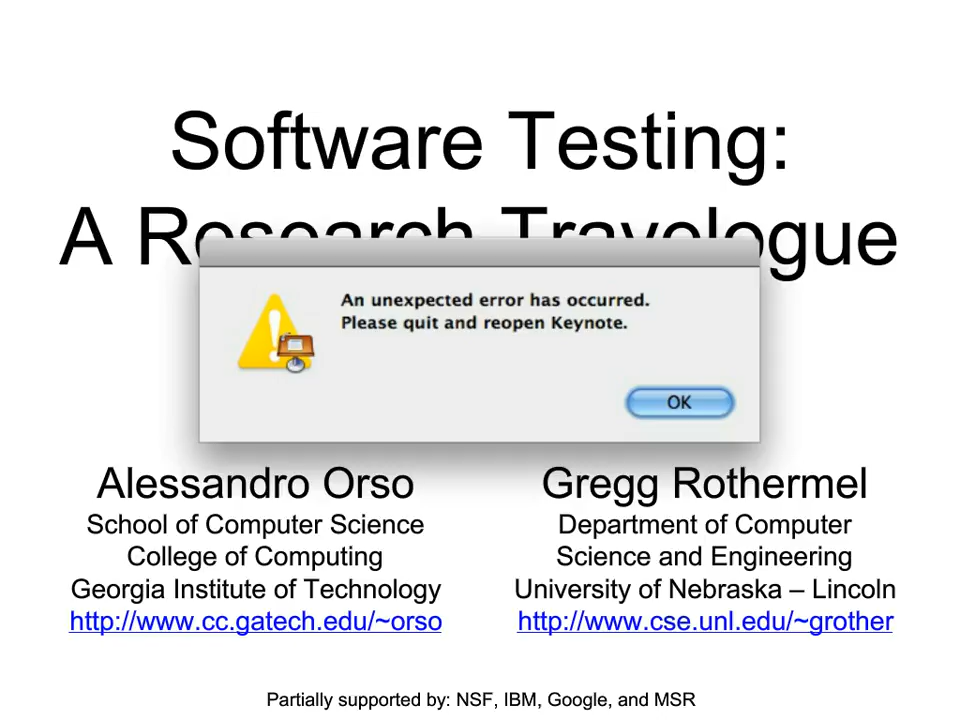 Software Testing:
A Research Travelogue
An unexpected error has occurred.
Please quit and reopen Keynote.
OK
Alessandro Orso
School of Computer Science
College of Computing
Georgia Institute of Technology
http://www.cc.gatech.edu/~orso
Gregg Rothermel
Department of Computer
Science and Engineering
University of Nebraska – Lincoln
http://www.cse.unl.edu/~grother
Partially supported by: NSF, IBM, Google, and MSR